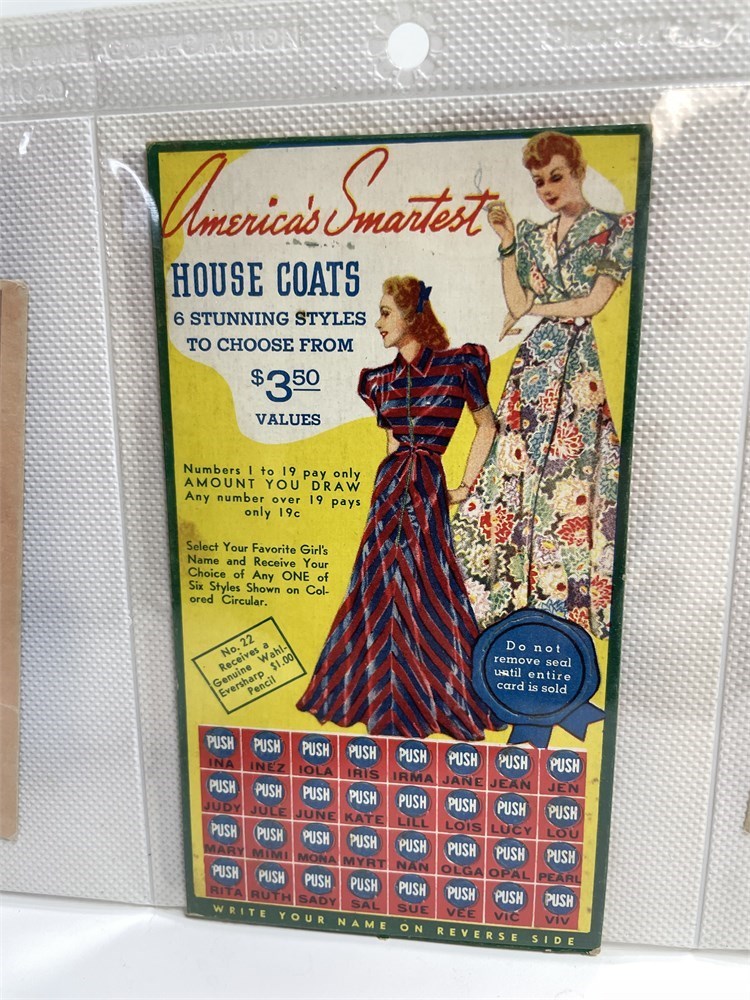 CORPORATION
America's Smartest
HOUSE COATS
6 STUNNING STYLES
TO CHOOSE FROM
$3.50
VALUES
Numbers 1 to 19 pay only
AMOUNT YOU DRAW
Any number over 19 pays
only 19c
Select Your Favorite Girl's
Name and Receive Your
Choice of Any ONE of
Six Styles Shown on Col-
ored Circular.
No. 22
Receives a
Genuine Wahl-
Eversharp $1.00
Pencil
Do not
remove seal
until entire
card is sold
PUSH PUSH PUSH PUSH PUSH PUSH PUSH PUSH
INA INEZ IOLA IRIS IRMA JANE JEAN JEN
PUSH PUSH PUSH PUSH PUSH PUSH PUSH PUSH
JUDY JULE JUNE KATE LILL LOIS LUCY LOU
PUSH PUSH PUSH PUSH PUSH PUSH PUSH PUSH
MARY MIMI MONA MYRT NAN OLGA OPAL PEARL
PUSH PUSH PUSH PUSH PUSH PUSH PUSH PUSH
RITA RUTH SADY SAL SUE VEE VIC VIV
WRITE YOUR NAME ON REVERSE SIDE